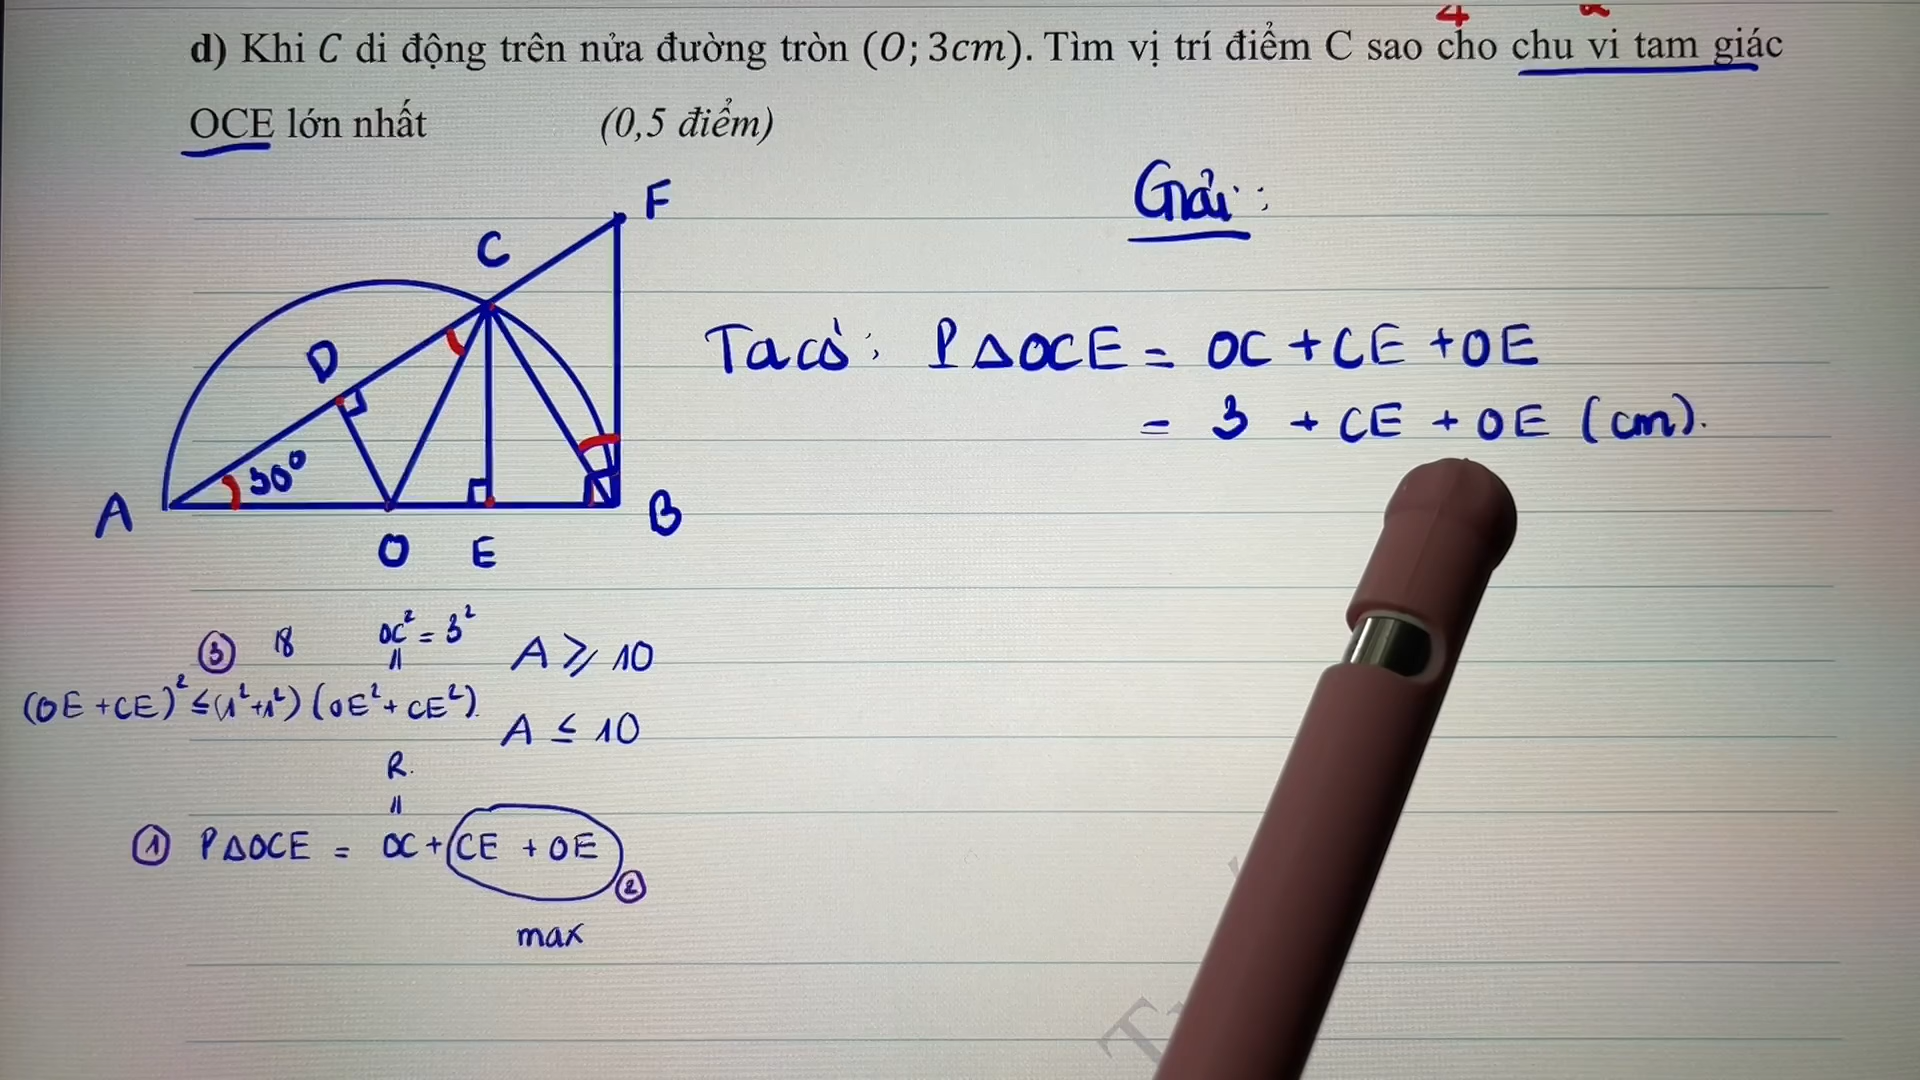 4
d) Khi C di động trên nửa đường tròn (O; 3cm). Tìm vị trí điểm C sao cho chu vi tam giác
OCE lớn nhất (0,5 điểm)
Giải:
F
C
D
30°
A
O
E
B
Ta có: P△OCE = OC + CE + OE
= 3 + CE + OE (cm).
③ 18 OC² = 3²
(OE + CE)² ≤ (1² + 1²) (OE² + CE²).
A ⩾ 10
A ≤ 10
R.
① P△OCE = OC + CE + OE ②
max